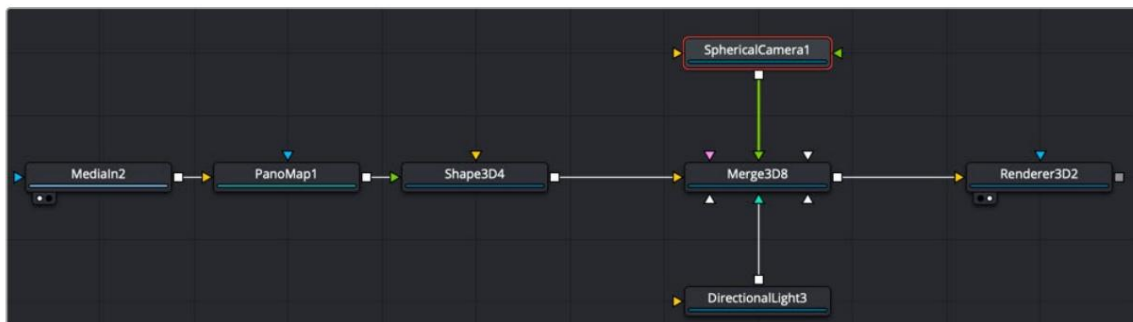 SphericalCamera1
MediaIn2
PanoMap1
Shape3D4
Merge3D8
Renderer3D2
DirectionalLight3